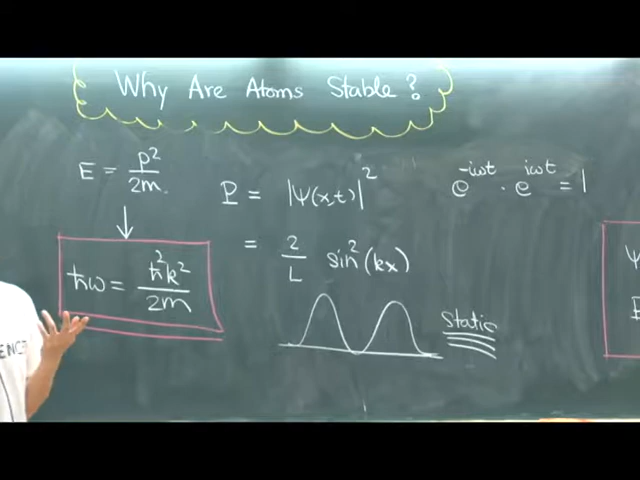 Why Are Atoms Stable?
E = p²/2m
ħω = ħ²k²/2m
P = |Ψ(x,t)|²
= 2/L sin²(kx)
Static
e^-iωt · e^iωt = 1
Ψ